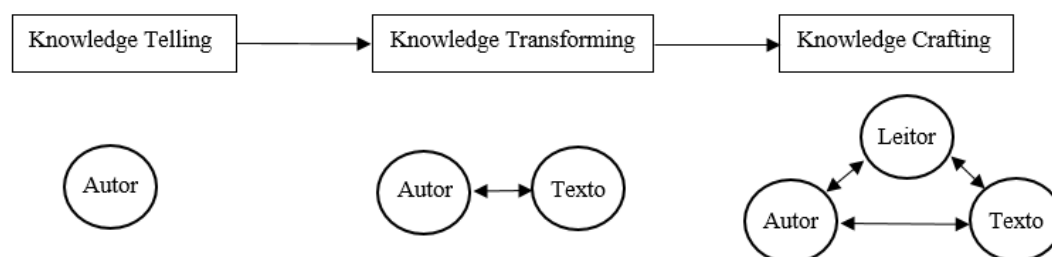 Knowledge Telling
Knowledge Transforming
Knowledge Crafting
Autor
Autor
Texto
Leitor
Autor
Texto